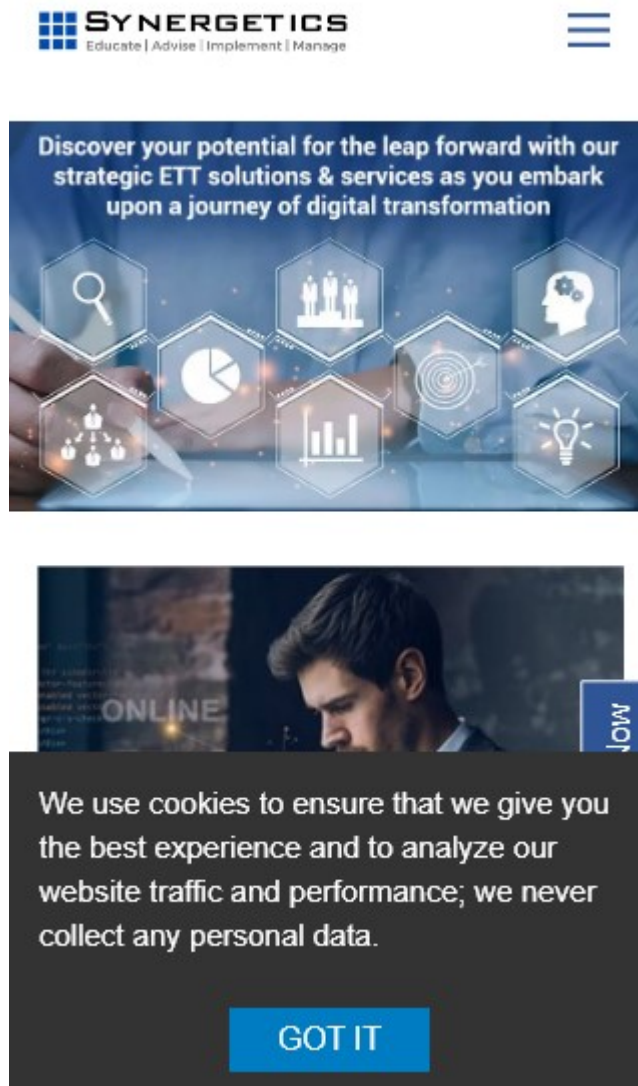 SYNERGETICS
Educate | Advise | Implement | Manage
Discover your potential for the leap forward with our
strategic ETT solutions & services as you embark
upon a journey of digital transformation
ONLINE
We use cookies to ensure that we give you
the best experience and to analyze our
website traffic and performance; we never
collect any personal data.
GOT IT